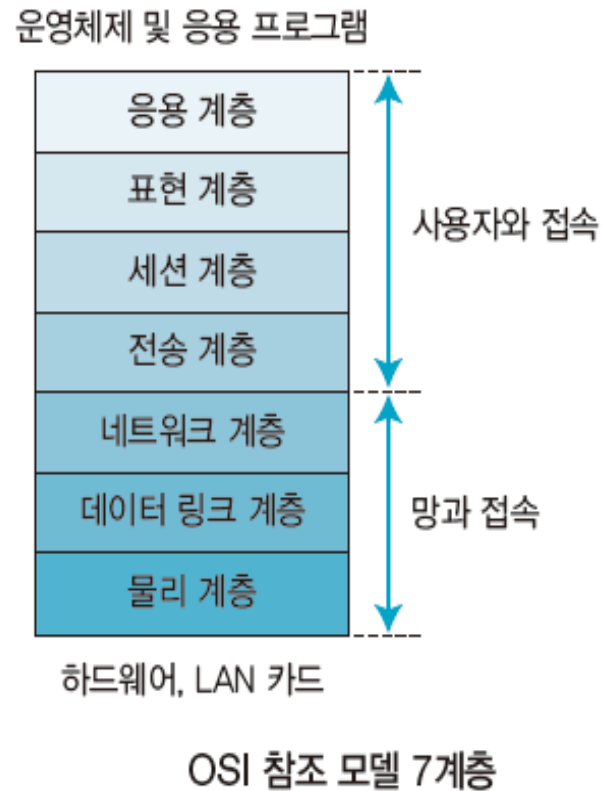 운영체제 및 응용 프로그램
응용 계층
표현 계층
세션 계층
전송 계층
사용자와 접속
네트워크 계층
데이터 링크 계층
물리 계층
망과 접속
하드웨어, LAN 카드
OSI 참조 모델 7계층